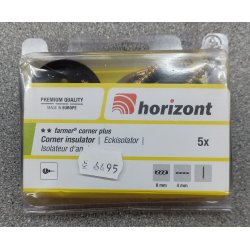 PREMIUM QUALITY
MADE IN EUROPE
horizont
★★ farmer® corner plus
Corner insulator | Eckisolator |
Isolateur d'an
5x
6495
8 mm
4 mm